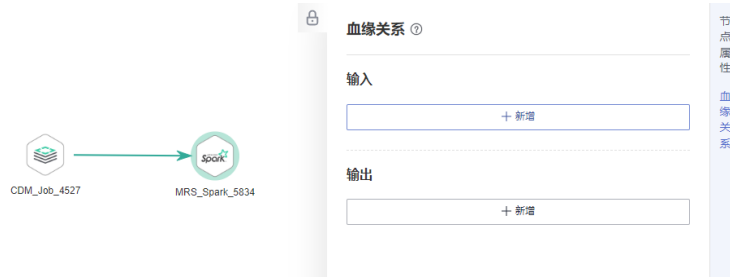 血缘关系 ?
输入
+ 新增
输出
+ 新增
Spark
CDM_Job_4527
MRS_Spark_5834
节点属性
血缘关系